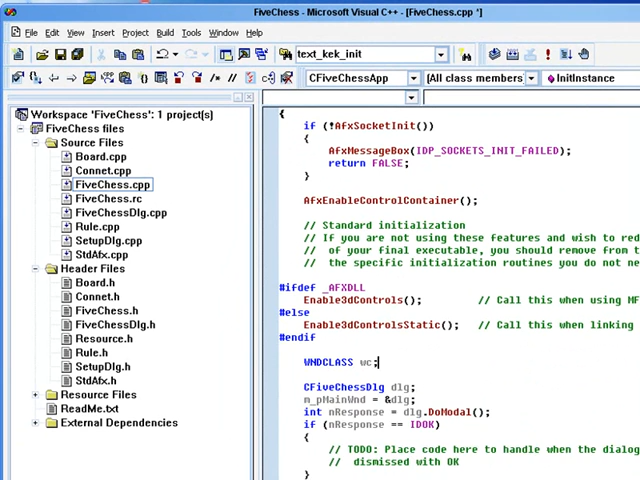 FiveChess - Microsoft Visual C++ - [FiveChess.cpp *]
File Edit View Insert Project Build Tools Window Help
text_kek_init
CFiveChessApp [All class members] InitInstance
Workspace 'FiveChess': 1 project(s)
FiveChess files
Source Files
Board.cpp
Connet.cpp
FiveChess.cpp
FiveChess.rc
FiveChessDlg.cpp
Rule.cpp
SetupDlg.cpp
StdAfx.cpp
Header Files
Board.h
Connet.h
FiveChess.h
FiveChessDlg.h
Resource.h
Rule.h
SetupDlg.h
StdAfx.h
Resource Files
ReadMe.txt
External Dependencies
{
if (!AfxSocketInit())
{
AfxMessageBox(IDP_SOCKETS_INIT_FAILED);
return FALSE;
}
AfxEnableControlContainer();
// Standard initialization
// If you are not using these features and wish to red
// of your final executable, you should remove from t
// the specific initialization routines you do not ne
#ifdef _AFXDLL
Enable3dControls(); // Call this when using MF
#else
Enable3dControlsStatic(); // Call this when linking
#endif
WNDCLASS wc;
CFiveChessDlg dlg;
m_pMainWnd = &dlg;
int nResponse = dlg.DoModal();
if (nResponse == IDOK)
{
// TODO: Place code here to handle when the dialog
// dismissed with OK
}